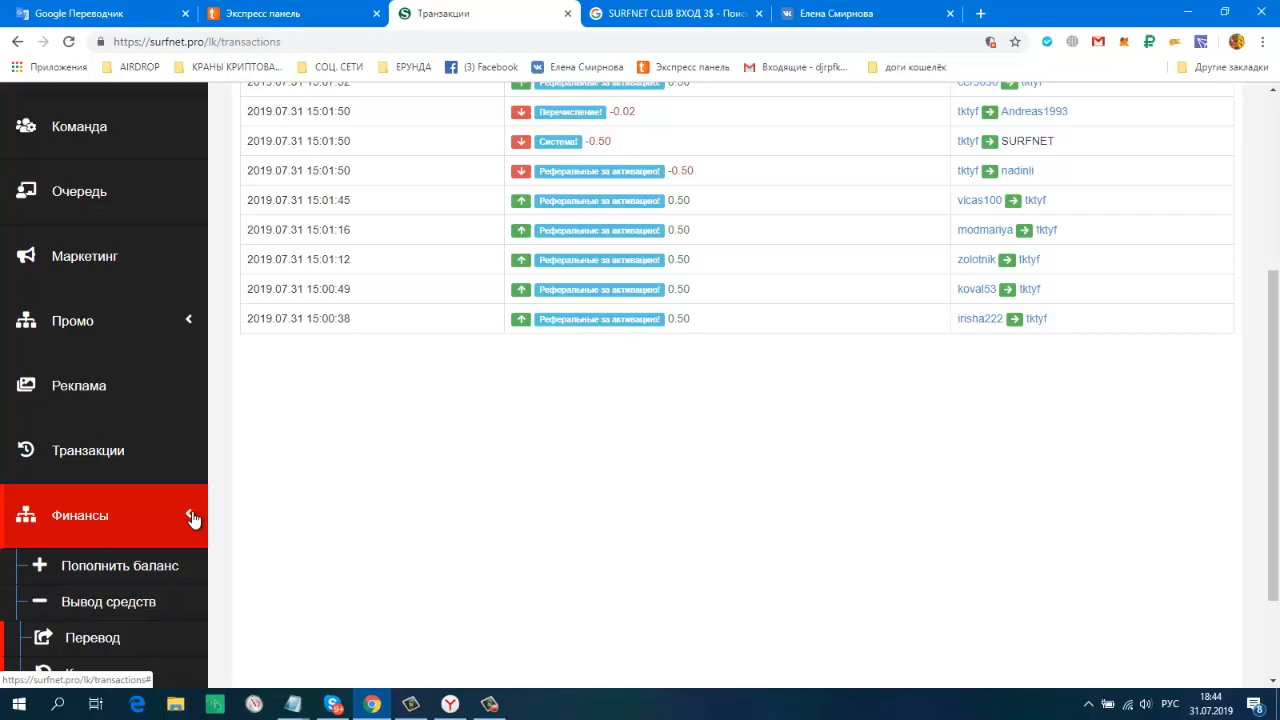 Google Переводчик
Экспресс панель
Транзакции
SURFNET CLUB ВХОД 3$ - Поис
Елена Смирнова
https://surfnet.pro/lk/transactions
Приложения
AIRDROP
КРАНЫ КРИПТОВА...
СОЦ. СЕТИ
ЕРУНДА
(3) Facebook
Елена Смирнова
Экспресс панель
Входящие - djrpfk...
доги кошелёк
Другие закладки
Команда
Очередь
Маркетинг
Промо
Реклама
Транзакции
Финансы
Пополнить баланс
Вывод средств
Перевод
https://surfnet.pro/lk/transactions#
2019.07.31 15:01:50 Перечисление! -0.02 tktyf Andreas1993
2019.07.31 15:01:50 Система! -0.50 tktyf SURFNET
2019.07.31 15:01:50 Реферальные за активацию! -0.50 tktyf nadinli
2019.07.31 15:01:45 Реферальные за активацию! 0.50 vicas100 tktyf
2019.07.31 15:01:16 Реферальные за активацию! 0.50 modmariya tktyf
2019.07.31 15:01:12 Реферальные за активацию! 0.50 zolotnik tktyf
2019.07.31 15:00:49 Реферальные за активацию! 0.50 koval53 tktyf
2019.07.31 15:00:38 Реферальные за активацию! 0.50 irisha222 tktyf
РУС
18:44
31.07.2019